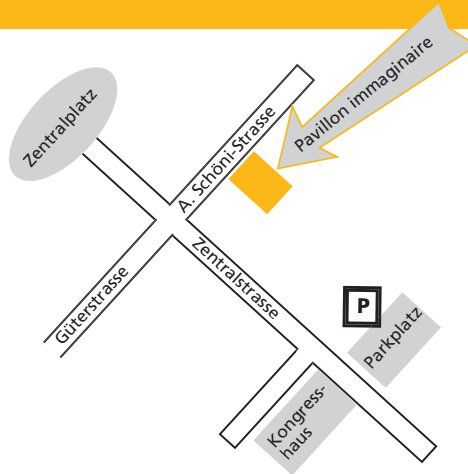 Pavillon immaginaire
Zentralplatz
A. Schöni-Strasse
Güterstrasse
Zentralstrasse
P
Parkplatz
Kongress-
haus